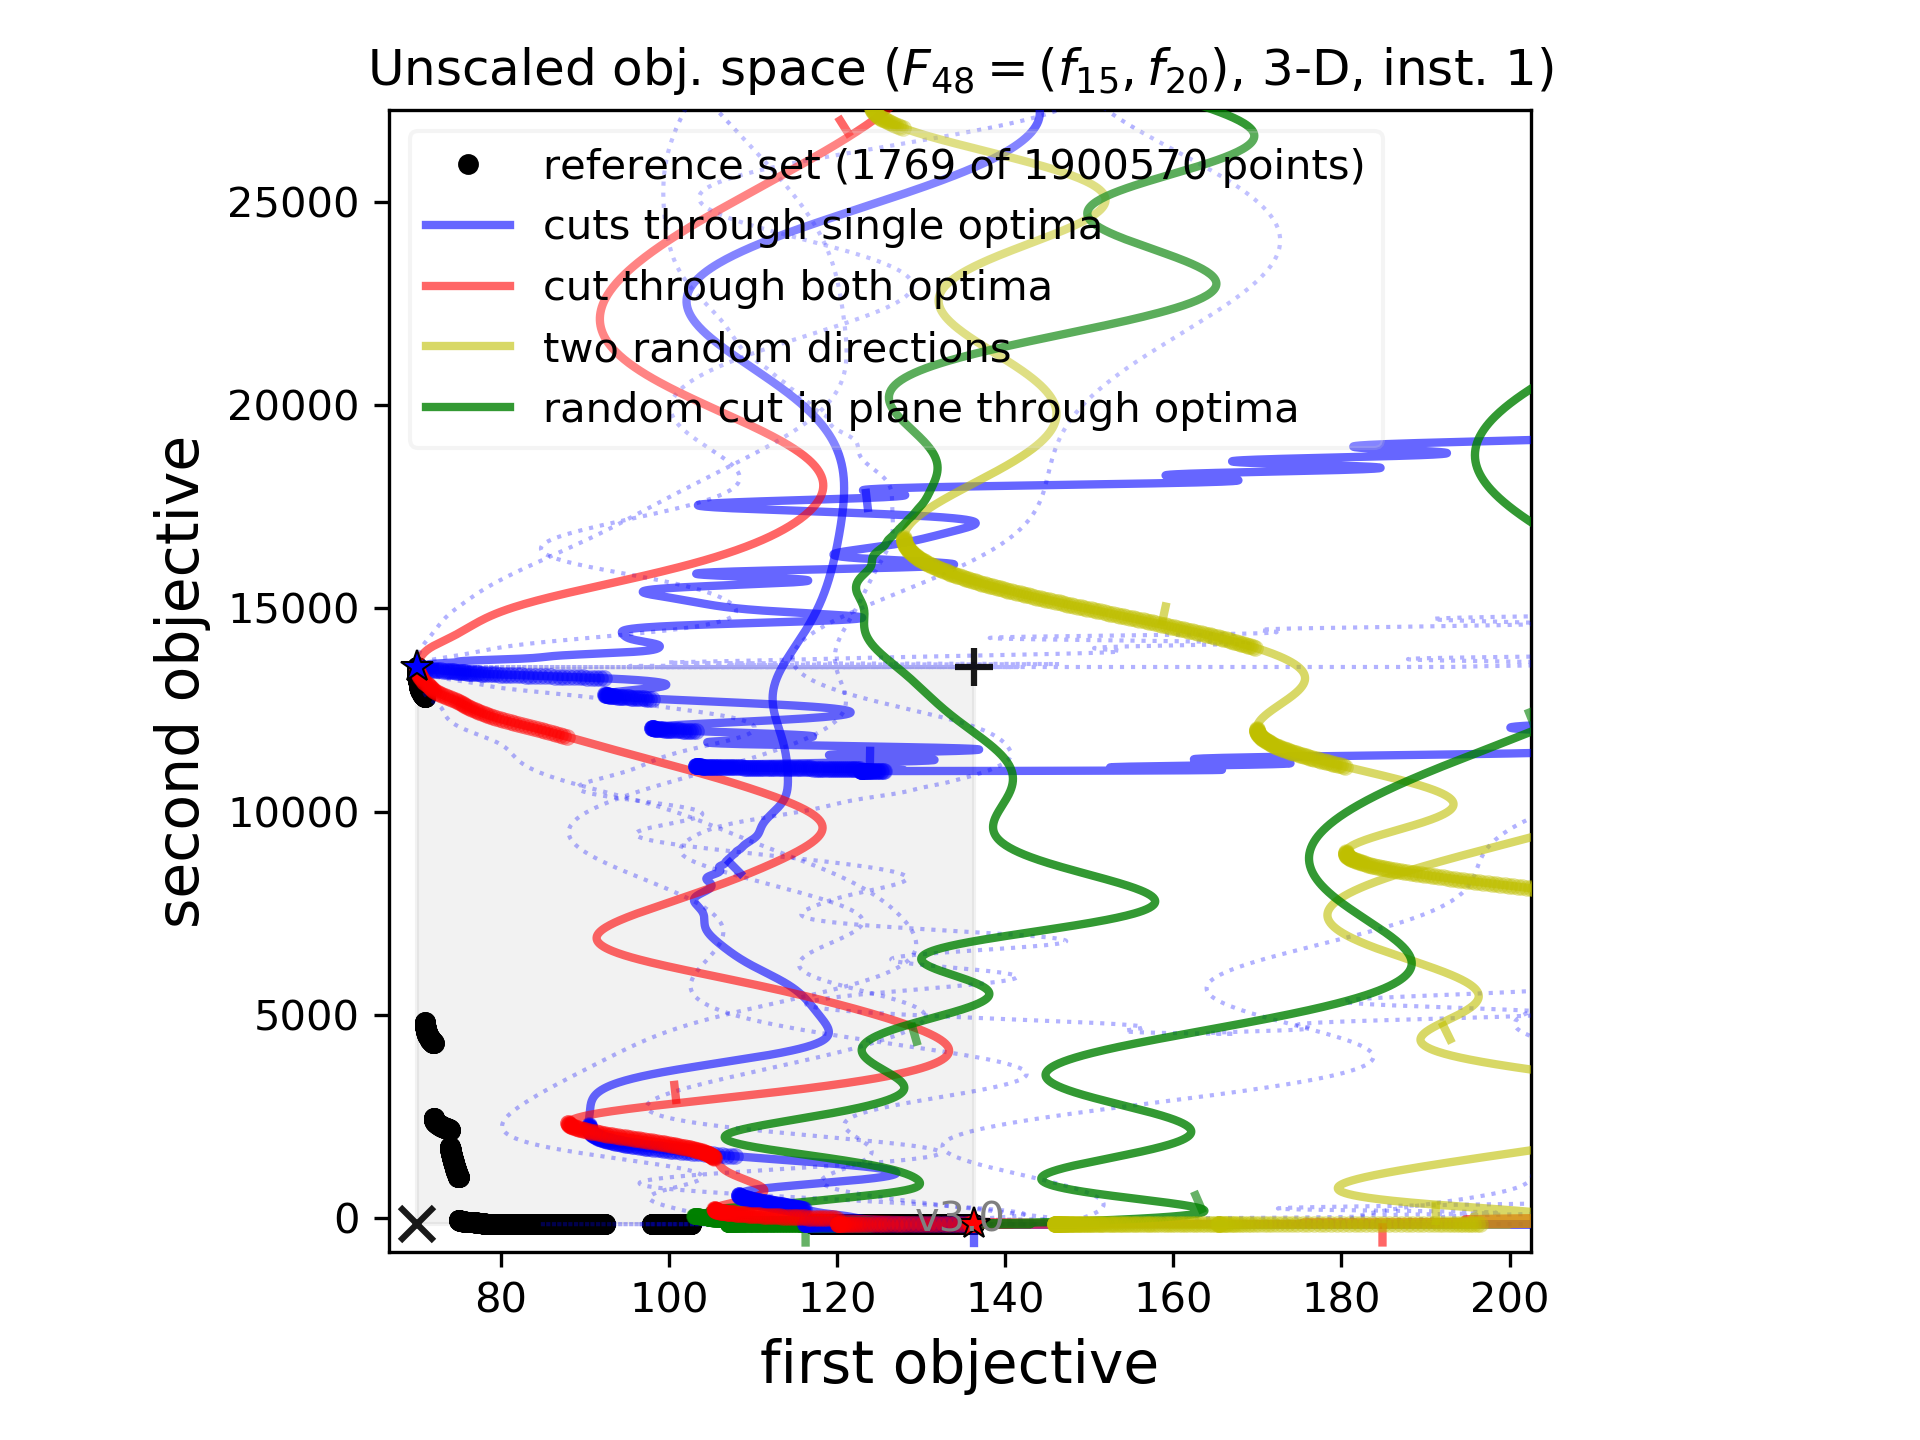 Unscaled obj. space (F48 = (f15, f20), 3-D, inst. 1)
reference set (1769 of 1900570 points)
cuts through single optima
cut through both optima
two random directions
random cut in plane through optima
25000
20000
15000
10000
5000
0
second objective
v3.0
80 100 120 140 160 180 200
first objective